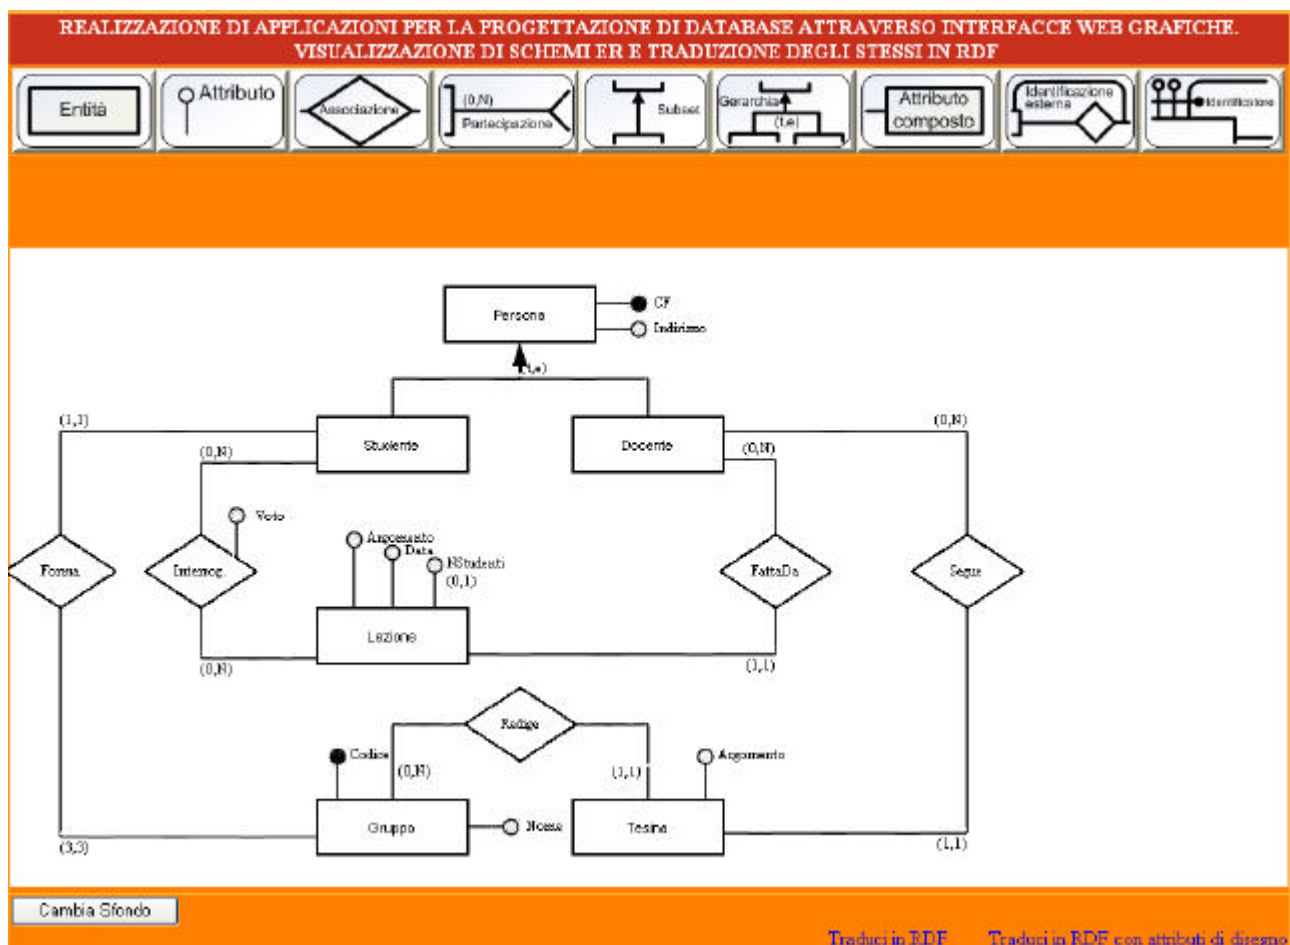 REALIZZAZIONE DI APPLICAZIONI PER LA PROGETTAZIONE DI DATABASE ATTRAVERSO INTERFACCE WEB GRAFICHE.
VISUALIZZAZIONE DI SCHEMI ER E TRADUZIONE DEGLI STESSI IN RDF
Entità
Attributo
Associazione
(0,N)
Partecipazione
Subset
Gerarchia
(t,e)
Attributo
composto
Identificazione
esterna
Identificatore
Persona
CF
Indirizzo
(t,e)
(1,1)
Studente
(0,N)
Docente
(0,N)
(0,N)
Voto
Argomento
Data
NStudenti
(0,1)
Forma
Interrog.
FattaDa
Segue
Lezione
(0,N)
(1,1)
Redige
Codice
(0,N)
(1,1)
Argomento
Gruppo
Nome
Tesina
(3,3)
(1,1)
Cambia Sfondo
Traduci in RDF
Traduci in RDF con attributi di disegno